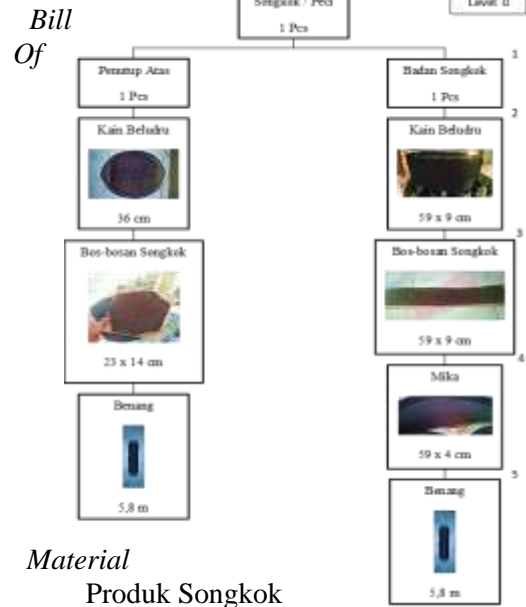 Bill
Of
Songkok / Peci
1 Pcs
Level 0
1
Penutup Atas
1 Pcs
Badan Songkok
1 Pcs
2
Kain Beludru
36 cm
Kain Beludru
59 x 9 cm
3
Bos-bosan Songkok
23 x 14 cm
Bos-bosan Songkok
59 x 9 cm
4
Mika
59 x 4 cm
5
Benang
5,8 m
Benang
5,8 m
Material
Produk Songkok